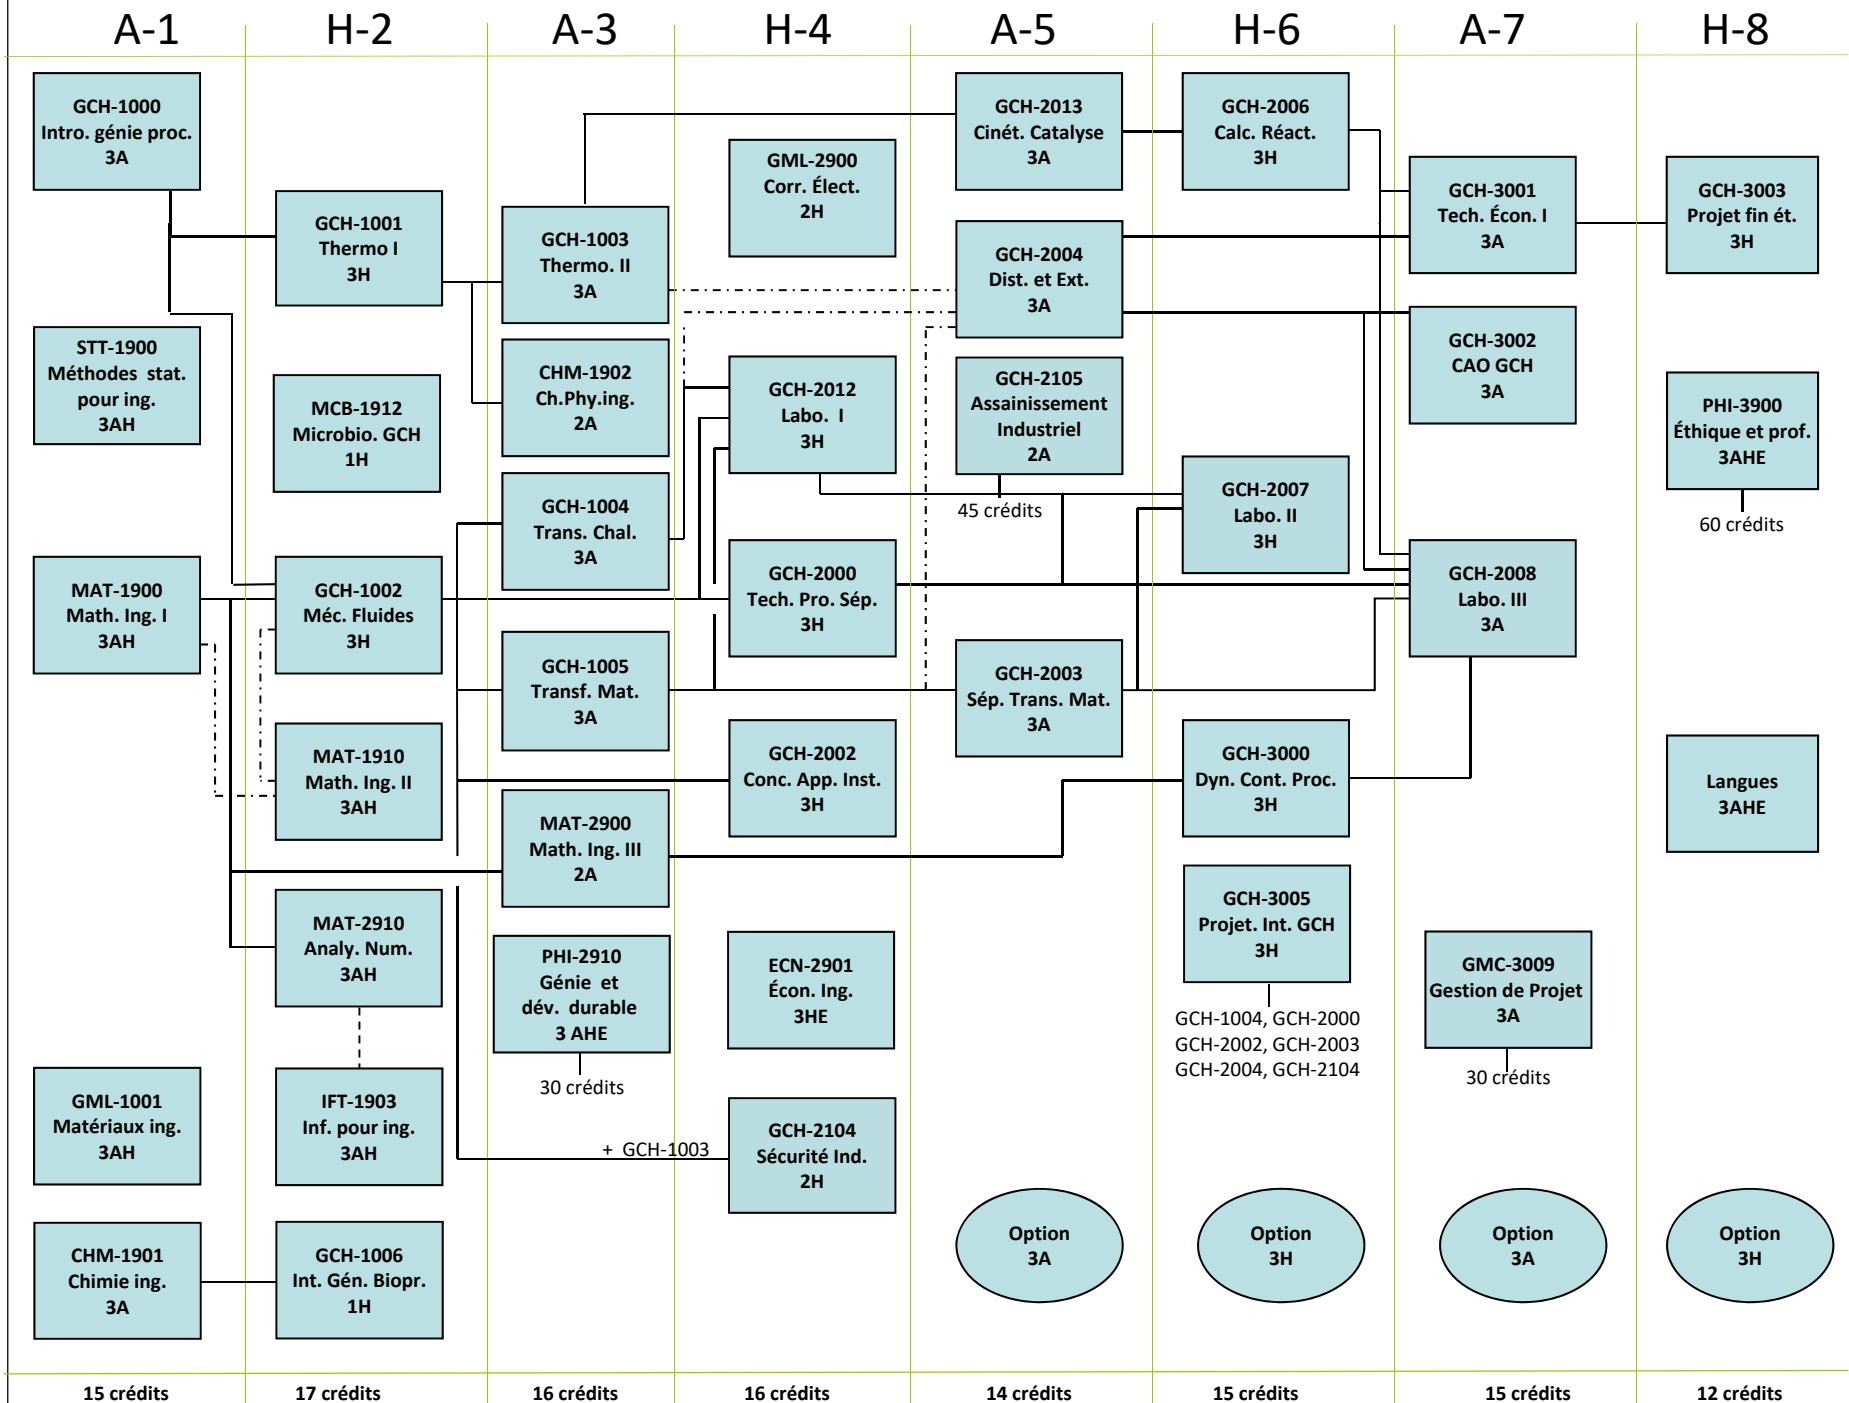 A-1
H-2
A-3
H-4
A-5
H-6
A-7
H-8
GCH-1000
Intro. génie proc.
3A
STT-1900
Méthodes stat.
pour ing.
3AH
MAT-1900
Math. Ing. I
3AH
GML-1001
Matériaux ing.
3AH
CHM-1901
Chimie ing.
3A
15 crédits
GCH-1001
Thermo I
3H
MCB-1912
Microbio. GCH
1H
GCH-1002
Méc. Fluides
3H
MAT-1910
Math. Ing. II
3AH
MAT-2910
Analy. Num.
3AH
IFT-1903
Inf. pour ing.
3AH
GCH-1006
Int. Gén. Biopr.
1H
17 crédits
GCH-1003
Thermo. II
3A
CHM-1902
Ch.Phy.ing.
2A
GCH-1004
Trans. Chal.
3A
GCH-1005
Transf. Mat.
3A
MAT-2900
Math. Ing. III
2A
PHI-2910
Génie et
dév. durable
3 AHE
30 crédits
+ GCH-1003
16 crédits
GML-2900
Corr. Élect.
2H
GCH-2012
Labo. I
3H
GCH-2000
Tech. Pro. Sép.
3H
GCH-2002
Conc. App. Inst.
3H
ECN-2901
Écon. Ing.
3HE
GCH-2104
Sécurité Ind.
2H
16 crédits
GCH-2013
Cinét. Catalyse
3A
GCH-2004
Dist. et Ext.
3A
GCH-2105
Assainissement
Industriel
2A
45 crédits
GCH-2003
Sép. Trans. Mat.
3A
Option
3A
14 crédits
GCH-2006
Calc. Réact.
3H
GCH-2007
Labo. II
3H
GCH-3000
Dyn. Cont. Proc.
3H
GCH-3005
Projet. Int. GCH
3H
GCH-1004, GCH-2000
GCH-2002, GCH-2003
GCH-2004, GCH-2104
Option
3H
15 crédits
GCH-3001
Tech. Écon. I
3A
GCH-3002
CAO GCH
3A
GCH-2008
Labo. III
3A
GMC-3009
Gestion de Projet
3A
30 crédits
Option
3A
15 crédits
GCH-3003
Projet fin ét.
3H
PHI-3900
Éthique et prof.
3AHE
60 crédits
Langues
3AHE
Option
3H
12 crédits